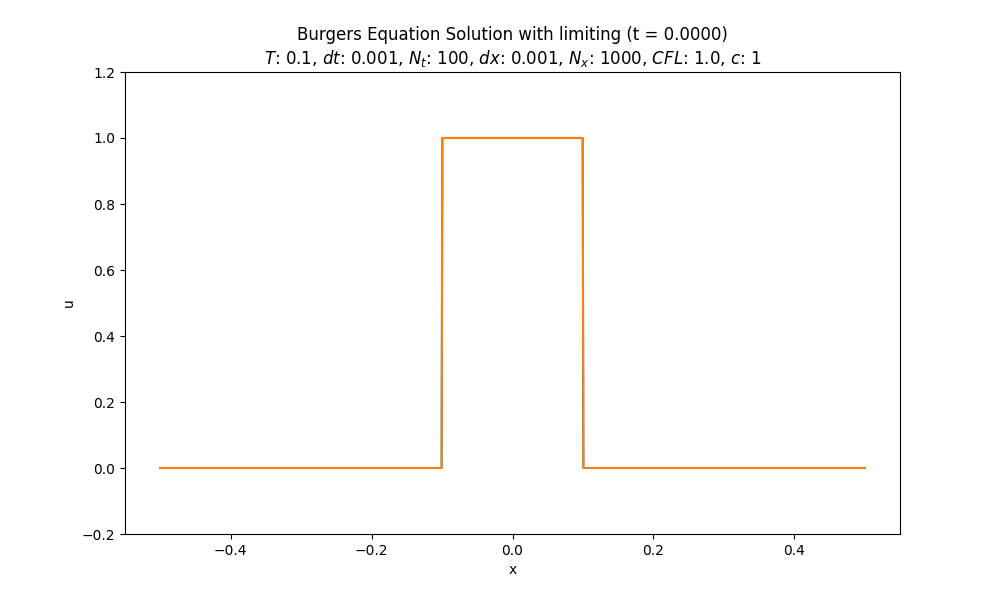 Burgers Equation Solution with limiting (t = 0.0000)
T: 0.1, dt: 0.001, N_t: 100, dx: 0.001, N_x: 1000, CFL: 1.0, c: 1
1.2
1.0
0.8
0.6
0.4
0.2
0.0
−0.2
u
−0.4 −0.2 0.0 0.2 0.4
x